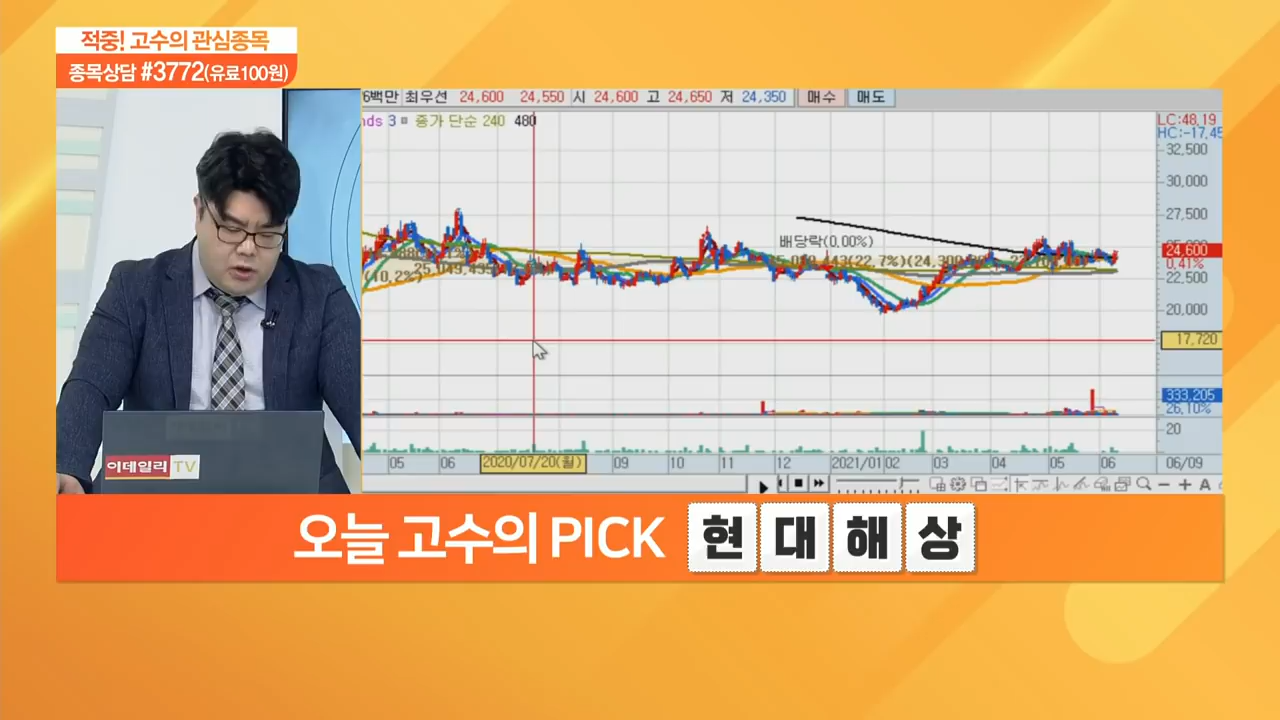 적중! 고수의 관심종목
종목상담 #3772(유료100원)
6백만 최우선 24,600 24,550 시 24,600 고 24,650 저 24,350 매수 매도
nds 3 종가 단순 240 480
LC:48,19
HC:-17,45
32,500
30,000
27,500
배당락(0,00%)
24,600
0,41%
(10,2%)
22,500
20,000
17,720
333,205
26,10%
20
05 06 2020/07/20(월) 09 10 11 12 2021/01 02 03 04 05 06 06/09
이데일리 TV
오늘 고수의 PICK 현대해상